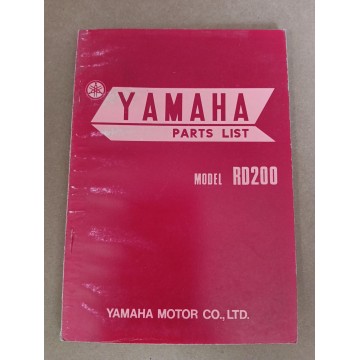 YAMAHA
PARTS LIST
MODEL RD200
YAMAHA MOTOR CO., LTD.